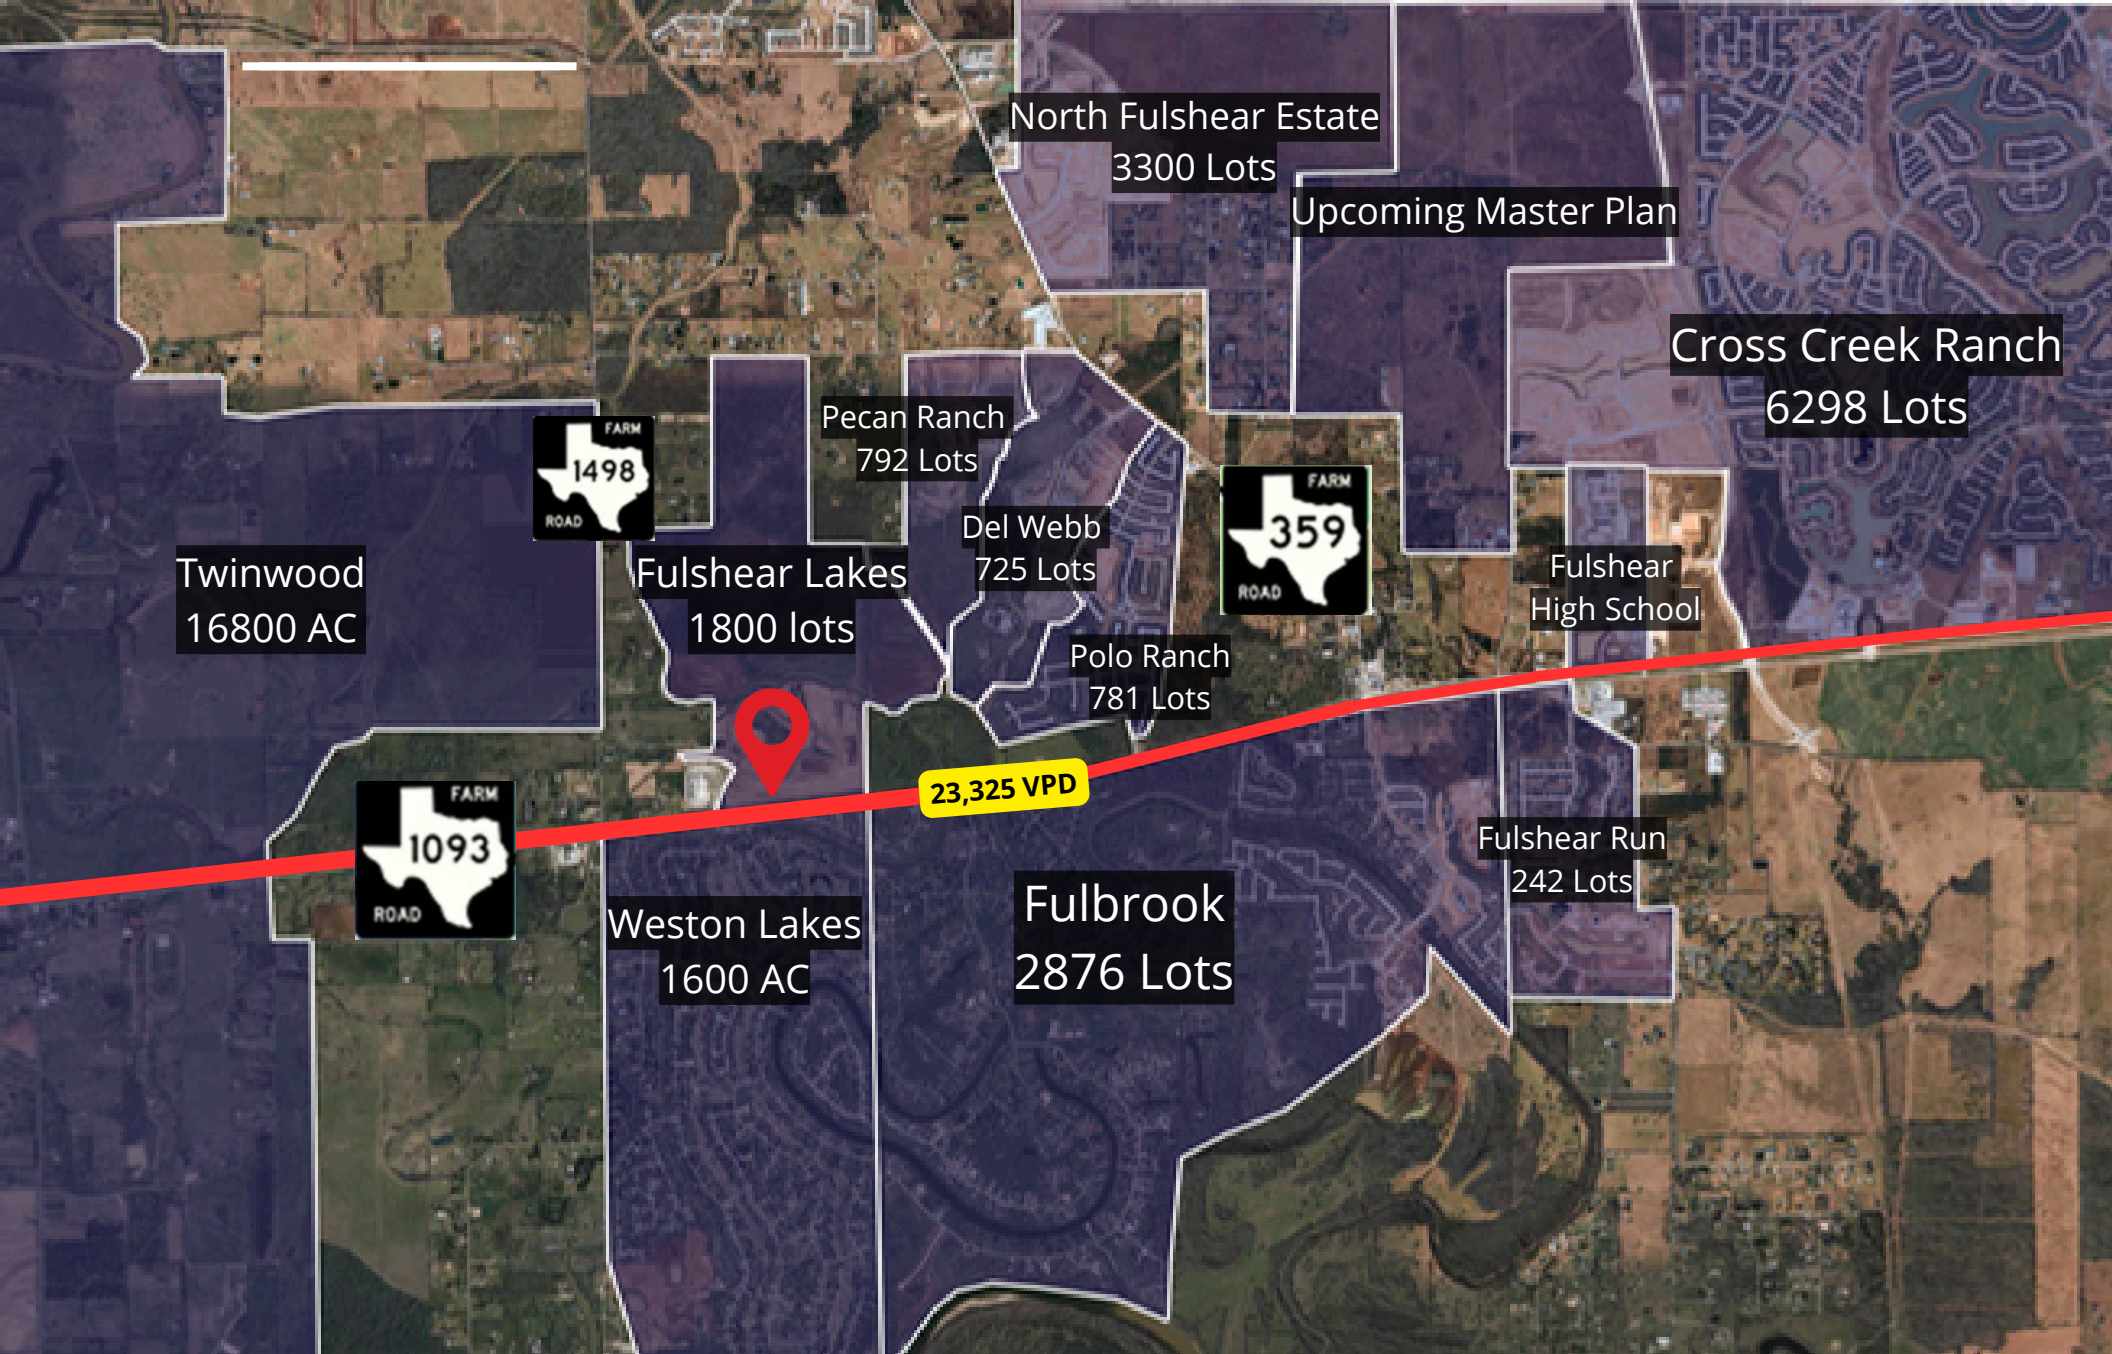 North Fulshear Estate
3300 Lots
Upcoming Master Plan
Cross Creek Ranch
6298 Lots
Pecan Ranch
792 Lots
FARM
1498
ROAD
FARM
359
ROAD
Del Webb
725 Lots
Twinwood
16800 AC
Fulshear Lakes
1800 lots
Fulshear
High School
Polo Ranch
781 Lots
23,325 VPD
FARM
1093
ROAD
Fulshear Run
242 Lots
Weston Lakes
1600 AC
Fulbrook
2876 Lots